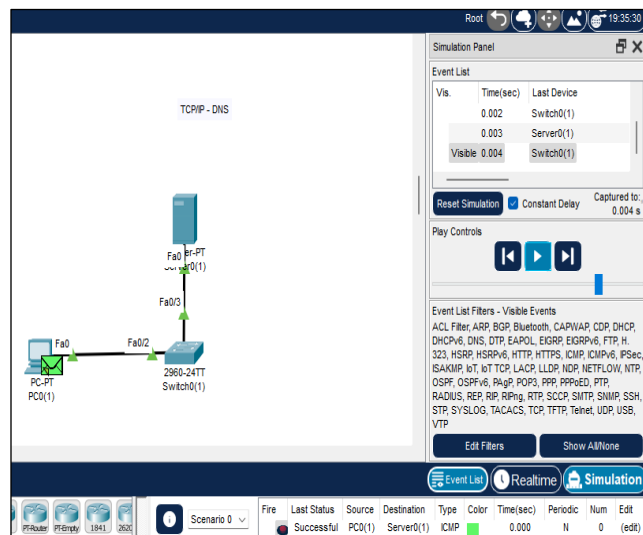 Root
19:35:30
Simulation Panel
Event List
Vis. Time(sec) Last Device
0.002 Switch0(1)
0.003 Server0(1)
Visible 0.004 Switch0(1)
Reset Simulation Constant Delay Captured to:
0.004 s
Play Controls
Event List Filters - Visible Events
ACL Filter, ARP, BGP, Bluetooth, CAPWAP, CDP, DHCP,
DHCPv6, DNS, DTP, EAPOL, EIGRP, EIGRPv6, FTP, H.
323, HSRP, HSRPv6, HTTP, HTTPS, ICMP, ICMPv6, IPSec,
ISAKMP, IoT, IoT TCP, LACP, LLDP, NDP, NETFLOW, NTP,
OSPF, OSPFv6, PAgP, POP3, PPP, PPPoED, PTP,
RADIUS, REP, RIP, RIPng, RTP, SCCP, SMTP, SNMP, SSH,
STP, SYSLOG, TACACS, TCP, TFTP, Telnet, UDP, USB,
VTP
Edit Filters Show All/None
TCP/IP - DNS
Fa0 er-PT
er0(1)
Fa0/3
Fa0 Fa0/2
PC-PT
PC0(1)
2960-24TT
Switch0(1)
Event List Realtime Simulation
PT-Router PT-Empty 1841 2620
Scenario 0
Fire Last Status Source Destination Type Color Time(sec) Periodic Num Edit
Successful PC0(1) Server0(1) ICMP 0.000 N 0 (edit)